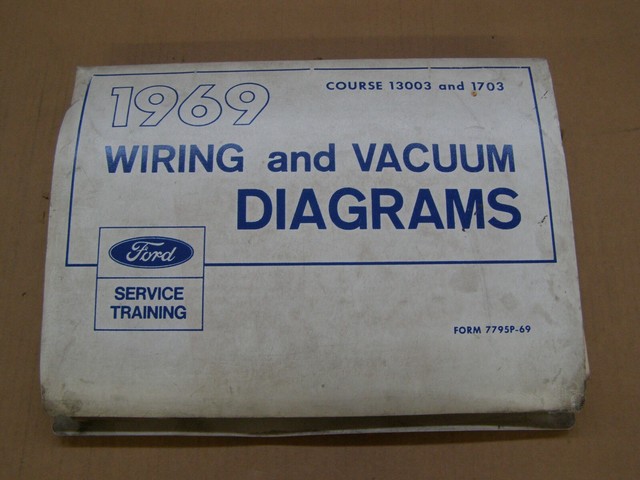 1969
COURSE 13003 and 1703
WIRING and VACUUM
DIAGRAMS
Ford
SERVICE
TRAINING
FORM 7795P-69